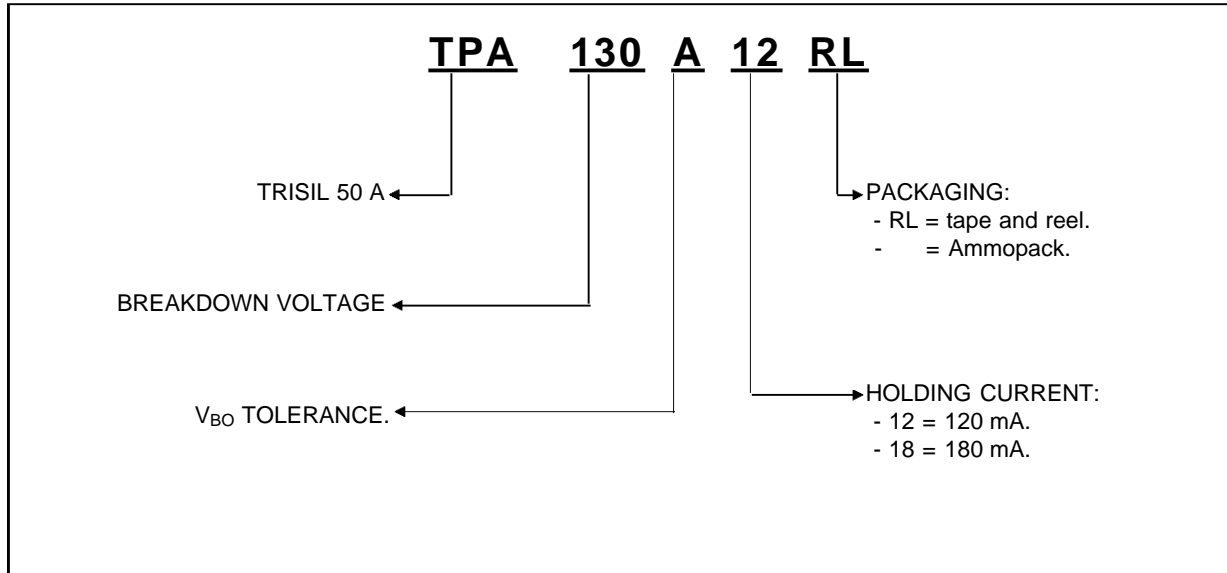 TPA 130 A 12 RL
TRISIL 50 A
PACKAGING:
- RL = tape and reel.
- = Ammopack.
BREAKDOWN VOLTAGE
HOLDING CURRENT:
- 12 = 120 mA.
- 18 = 180 mA.
VBO TOLERANCE.